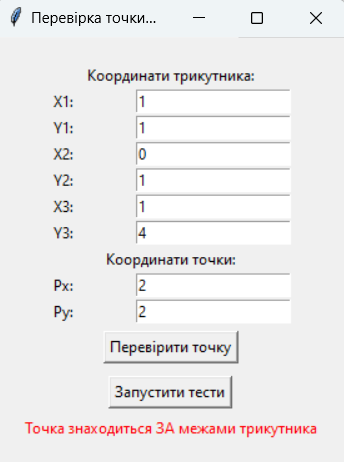 Перевірка точки...
Координати трикутника:
X1: 1
Y1: 1
X2: 0
Y2: 1
X3: 1
Y3: 4
Координати точки:
Px: 2
Py: 2
Перевірити точку
Запустити тести
Точка знаходиться ЗА межами трикутника